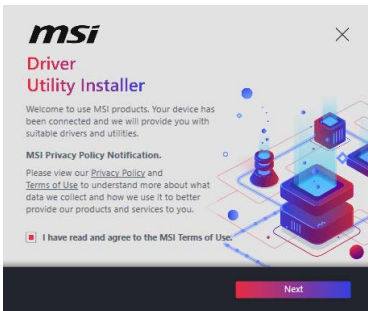 msi
Driver
Utility Installer
Welcome to use MSI products. Your device has
been connected and we will provide you with
suitable drivers and utilities.
MSI Privacy Policy Notification.
Please view our Privacy Policy and
Terms of Use to understand more about what
data we collect and how we use it to better
provide our products and services to you.
I have read and agree to the MSI Terms of Use.
Next